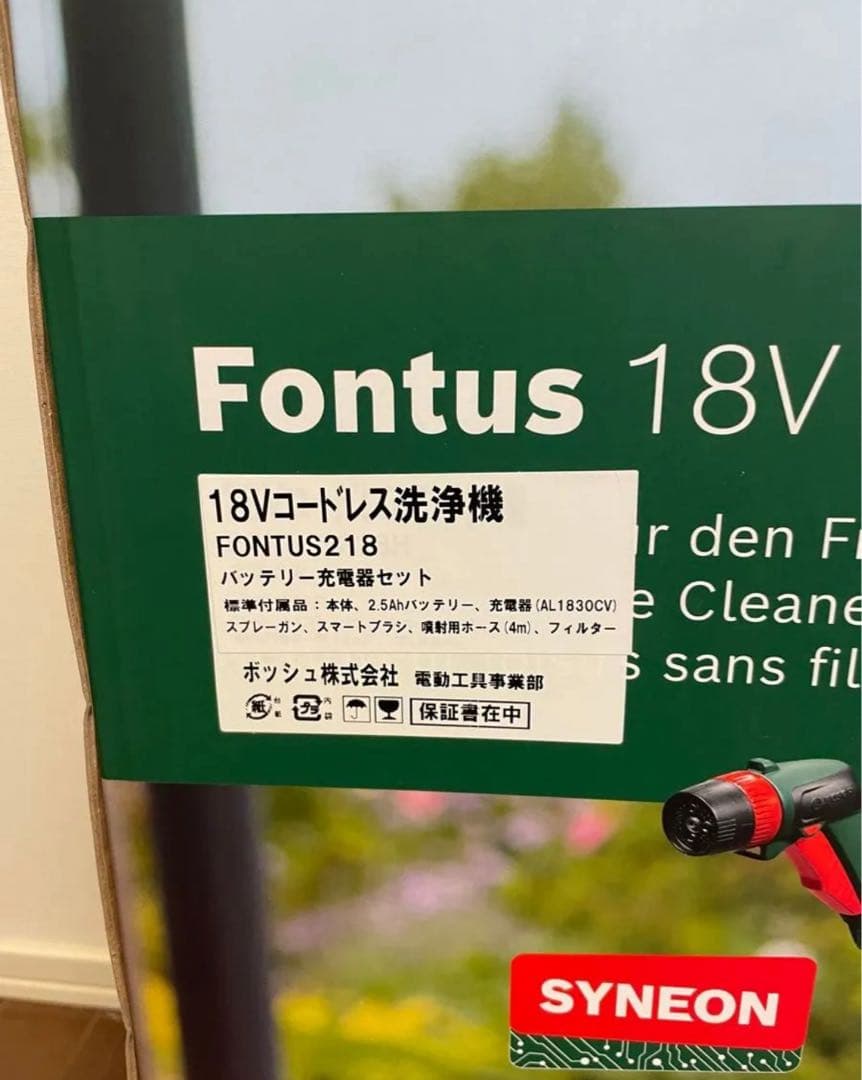 Fontus 18V
18Vコードレス洗浄機
FONTUS218
バッテリー充電器セット
標準付属品：本体、2.5Ahバッテリー、充電器(AL1830CV)
スプレーガン、スマートブラシ、噴射用ホース(4m)、フィルター
ボッシュ株式会社 電動工具事業部
紙 プラ 保証書在中
den
Cleane
sans fil
SYNEON